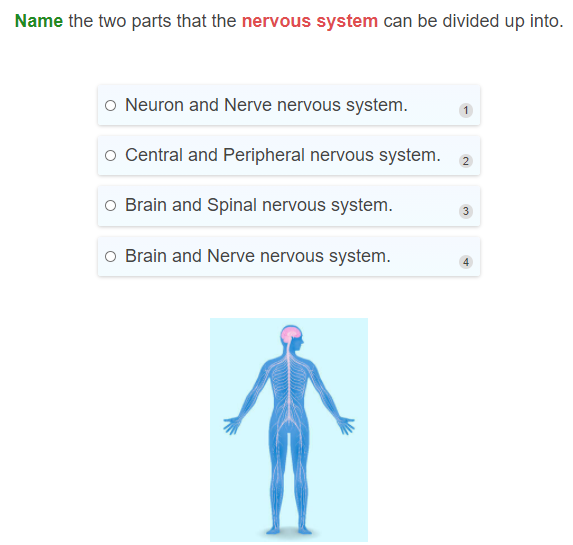 Name the two parts that the nervous system can be divided up into.
Neuron and Nerve nervous system.
1
Central and Peripheral nervous system.
2
Brain and Spinal nervous system.
3
Brain and Nerve nervous system.
4